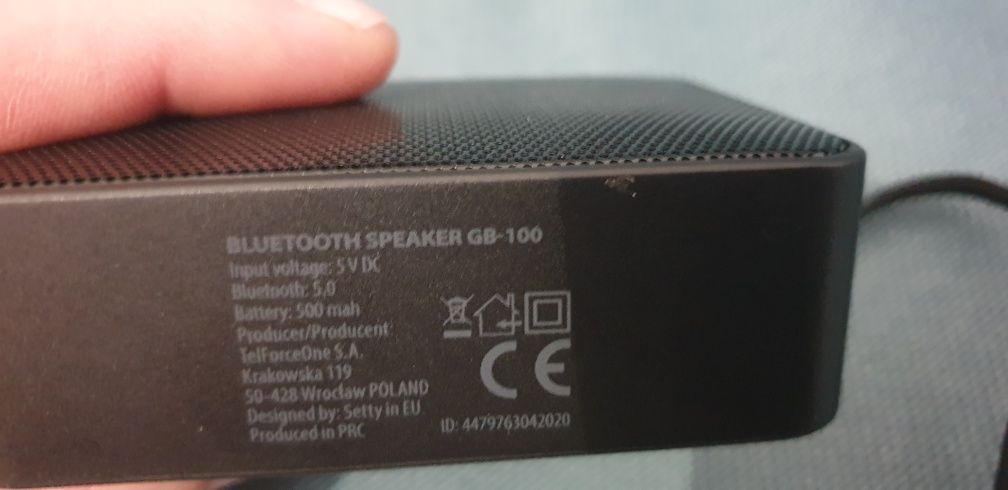 BLUETOOTH SPEAKER GB-100
Input voltage: 5 V DC
Bluetooth: 5,0
Battery: 500 mah
Producer/Producent:
TelForceOne S.A.
Krakowska 119
50-428 Wrocław POLAND
Designed by: Setty in EU
Produced in PRC
CE
ID: 4479763042020